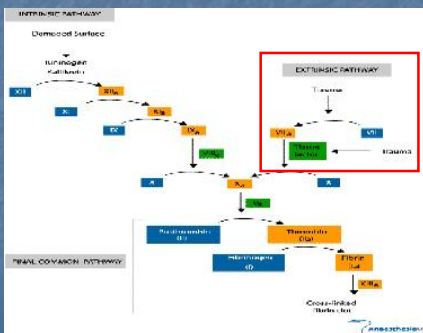 INTRINSIC PATHWAY
Damaged Surface
Kininogen
Kallikrein
XII
XIIa
XI
XIa
IX
IXa
VIIIa
EXTRINSIC PATHWAY
Trauma
VIIa
VII
Tissue
factor
Trauma
X
Xa
X
Va
Prothrombin
(II)
Thrombin
(IIa)
FINAL COMMON PATHWAY
Fibrinogen
(I)
Fibrin
(Ia)
XIIIa
Cross-linked
Fibrin clot